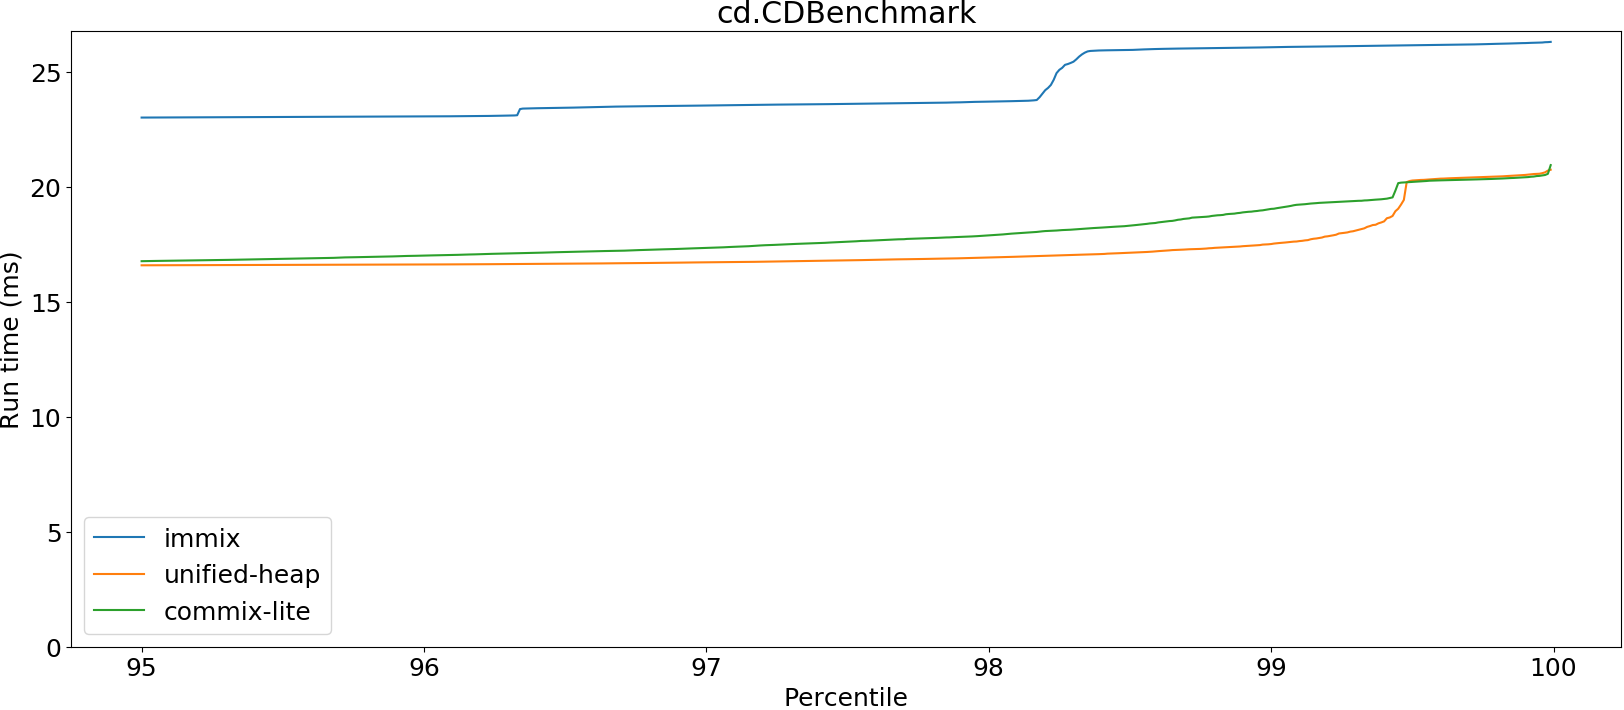 cd.CDBenchmark
25
20
15
10
5
0
Run time (ms)
immix
unified-heap
commix-lite
95 96 97 98 99 100
Percentile